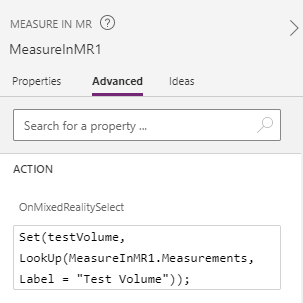 MEASURE IN MR ?
MeasureInMR1
Properties Advanced Ideas
Search for a property ...
ACTION
OnMixedRealitySelect
Set(testVolume,
LookUp(MeasureInMR1.Measurements,
Label = "Test Volume"));